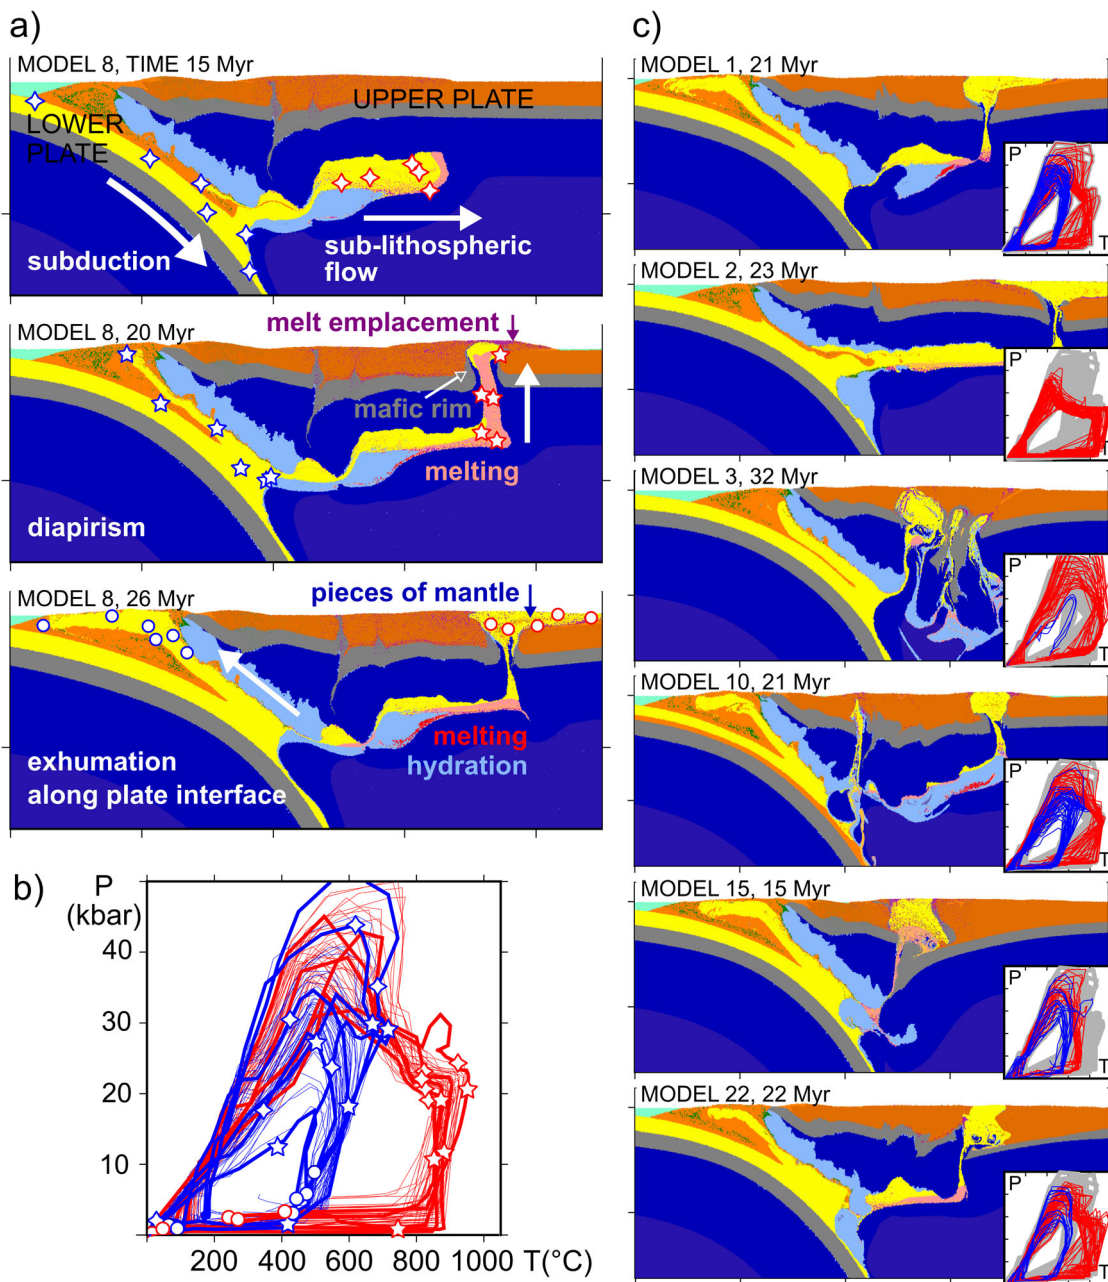 a)
MODEL 8, TIME 15 Myr
UPPER PLATE
LOWER
PLATE
subduction
sub-lithospheric
flow
MODEL 8, 20 Myr
melt emplacement
mafic rim
melting
diapirism
MODEL 8, 26 Myr
pieces of mantle
melting
hydration
exhumation
along plate interface
b)
P
(kbar)
40
30
20
10
200
400
600
800
1000
T(°C)
c)
MODEL 1, 21 Myr
P
T
MODEL 2, 23 Myr
P
T
MODEL 3, 32 Myr
P
T
MODEL 10, 21 Myr
P
T
MODEL 15, 15 Myr
P
T
MODEL 22, 22 Myr
P
T